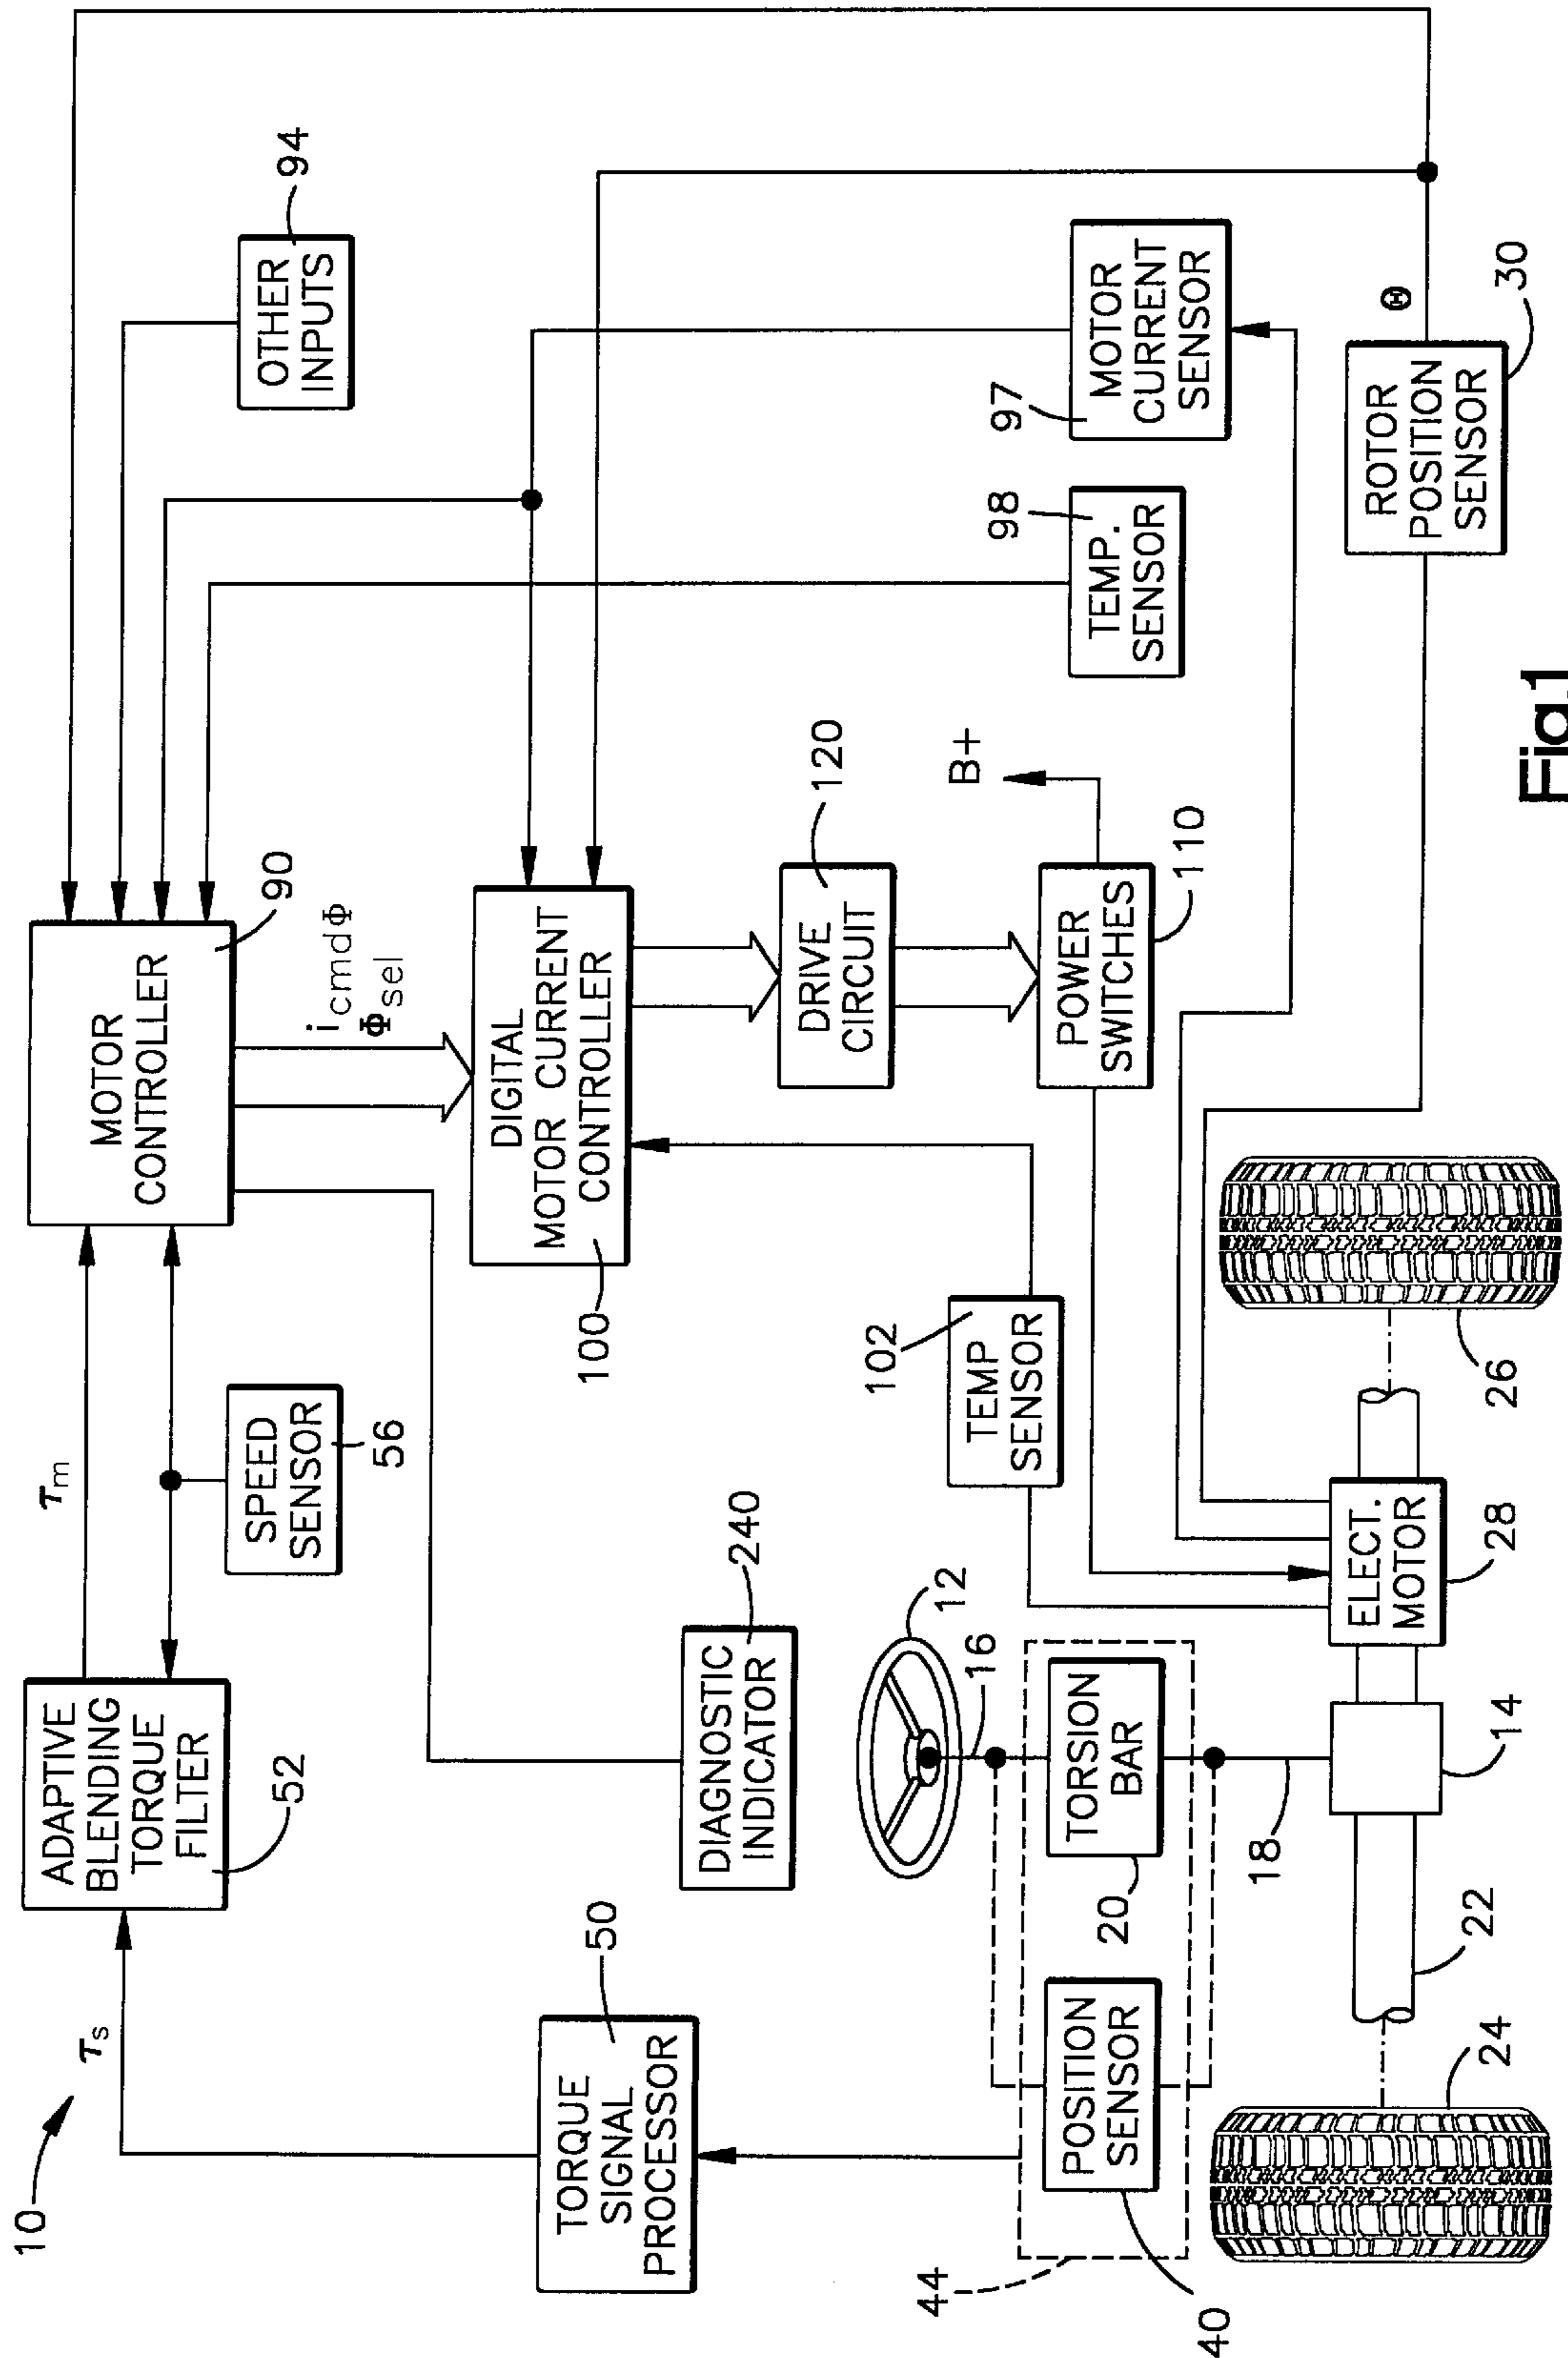 10
τs
ADAPTIVE
BLENDING
TORQUE
FILTER
52
τm
SPEED
SENSOR
56
MOTOR
CONTROLLER
90
OTHER
INPUTS
94
icmdΦ
Φsel
TORQUE
SIGNAL
PROCESSOR
50
DIAGNOSTIC
INDICATOR
240
DIGITAL
MOTOR CURRENT
CONTROLLER
100
DRIVE
CIRCUIT
120
B+
POWER
SWITCHES
110
TEMP
SENSOR
102
TEMP.
SENSOR
98
MOTOR
CURRENT
SENSOR
97
ROTOR
POSITION
SENSOR
30
Θ
12
16
TORSION
BAR
20
18
POSITION
SENSOR
40
44
24
22
14
ELECT.
MOTOR
28
26
Fig.1